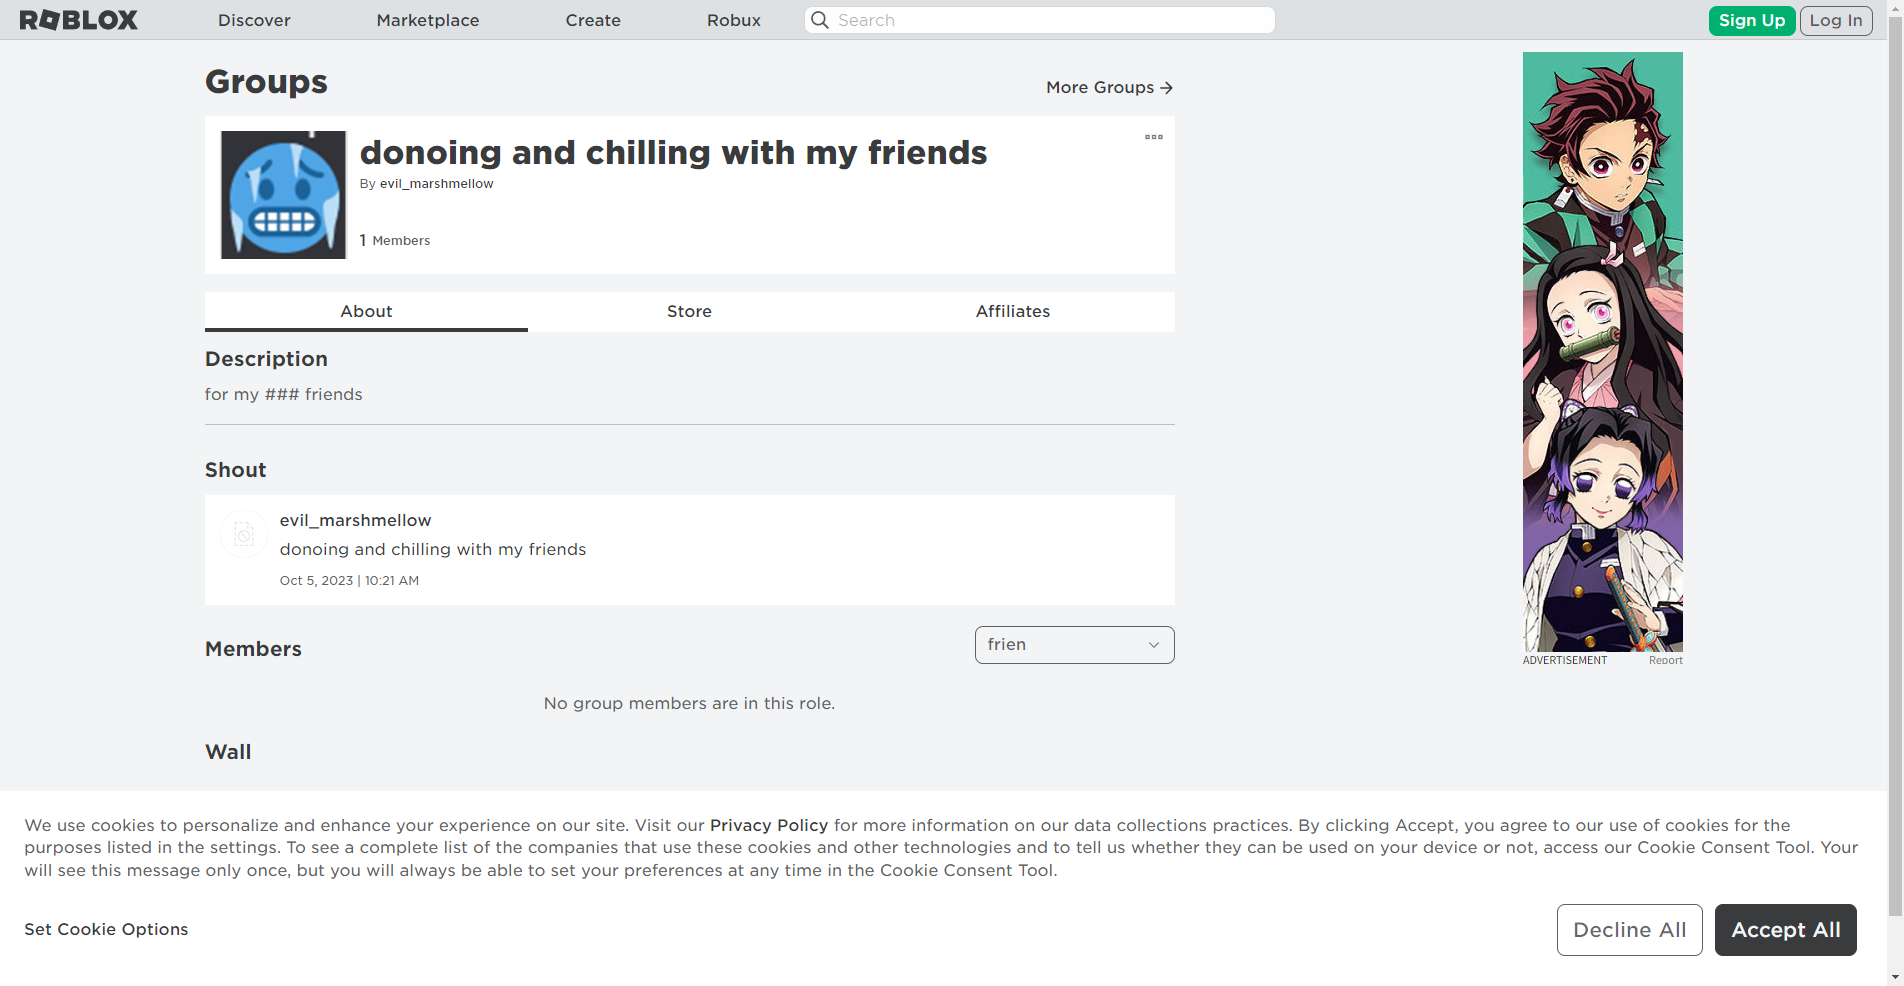 ROBLOX Discover Marketplace Create Robux Search Sign Up Log In
Groups
More Groups
donoing and chilling with my friends
By evil_marshmellow
1 Members
About Store Affiliates
Description
for my ### friends
Shout
evil_marshmellow
donoing and chilling with my friends
Oct 5, 2023 | 10:21 AM
Members
frien
No group members are in this role.
Wall
ADVERTISEMENT Report
We use cookies to personalize and enhance your experience on our site. Visit our Privacy Policy for more information on our data collections practices. By clicking Accept, you agree to our use of cookies for the
purposes listed in the settings. To see a complete list of the companies that use these cookies and other technologies and to tell us whether they can be used on your device or not, access our Cookie Consent Tool. Your
will see this message only once, but you will always be able to set your preferences at any time in the Cookie Consent Tool.
Set Cookie Options
Decline All
Accept All